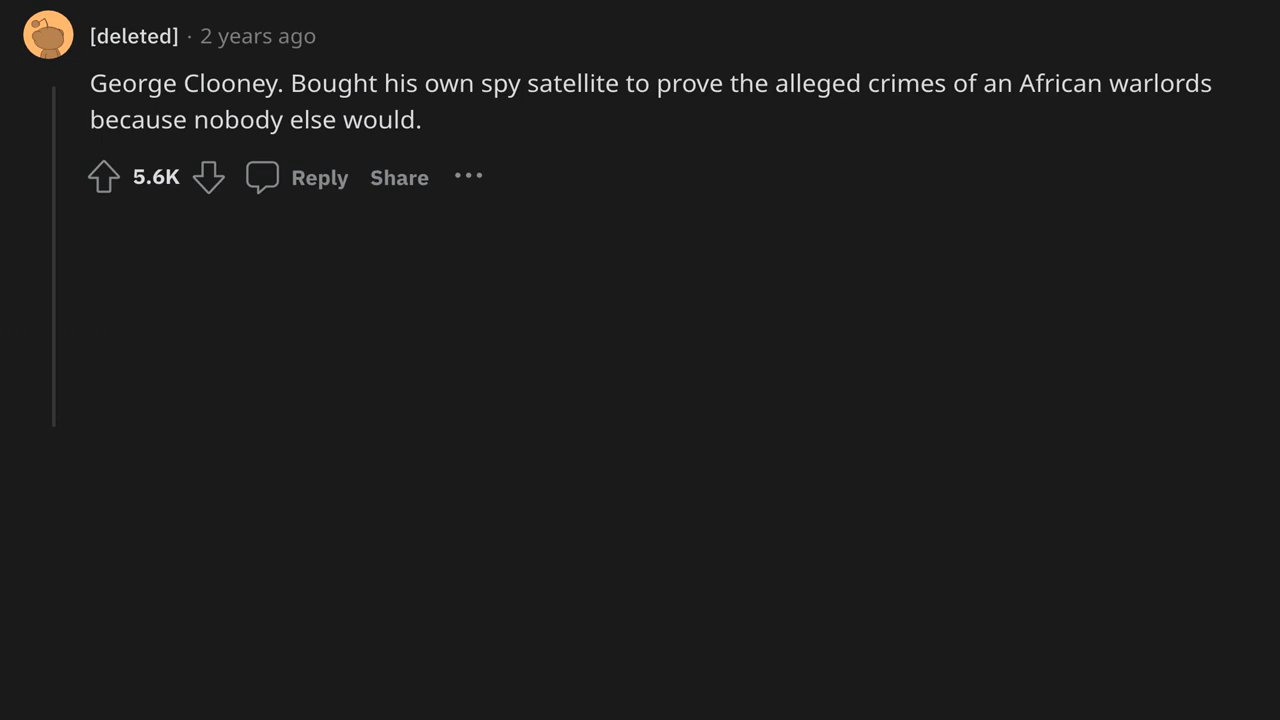 [deleted] · 2 years ago
George Clooney. Bought his own spy satellite to prove the alleged crimes of an African warlords
because nobody else would.
5.6K Reply Share ···